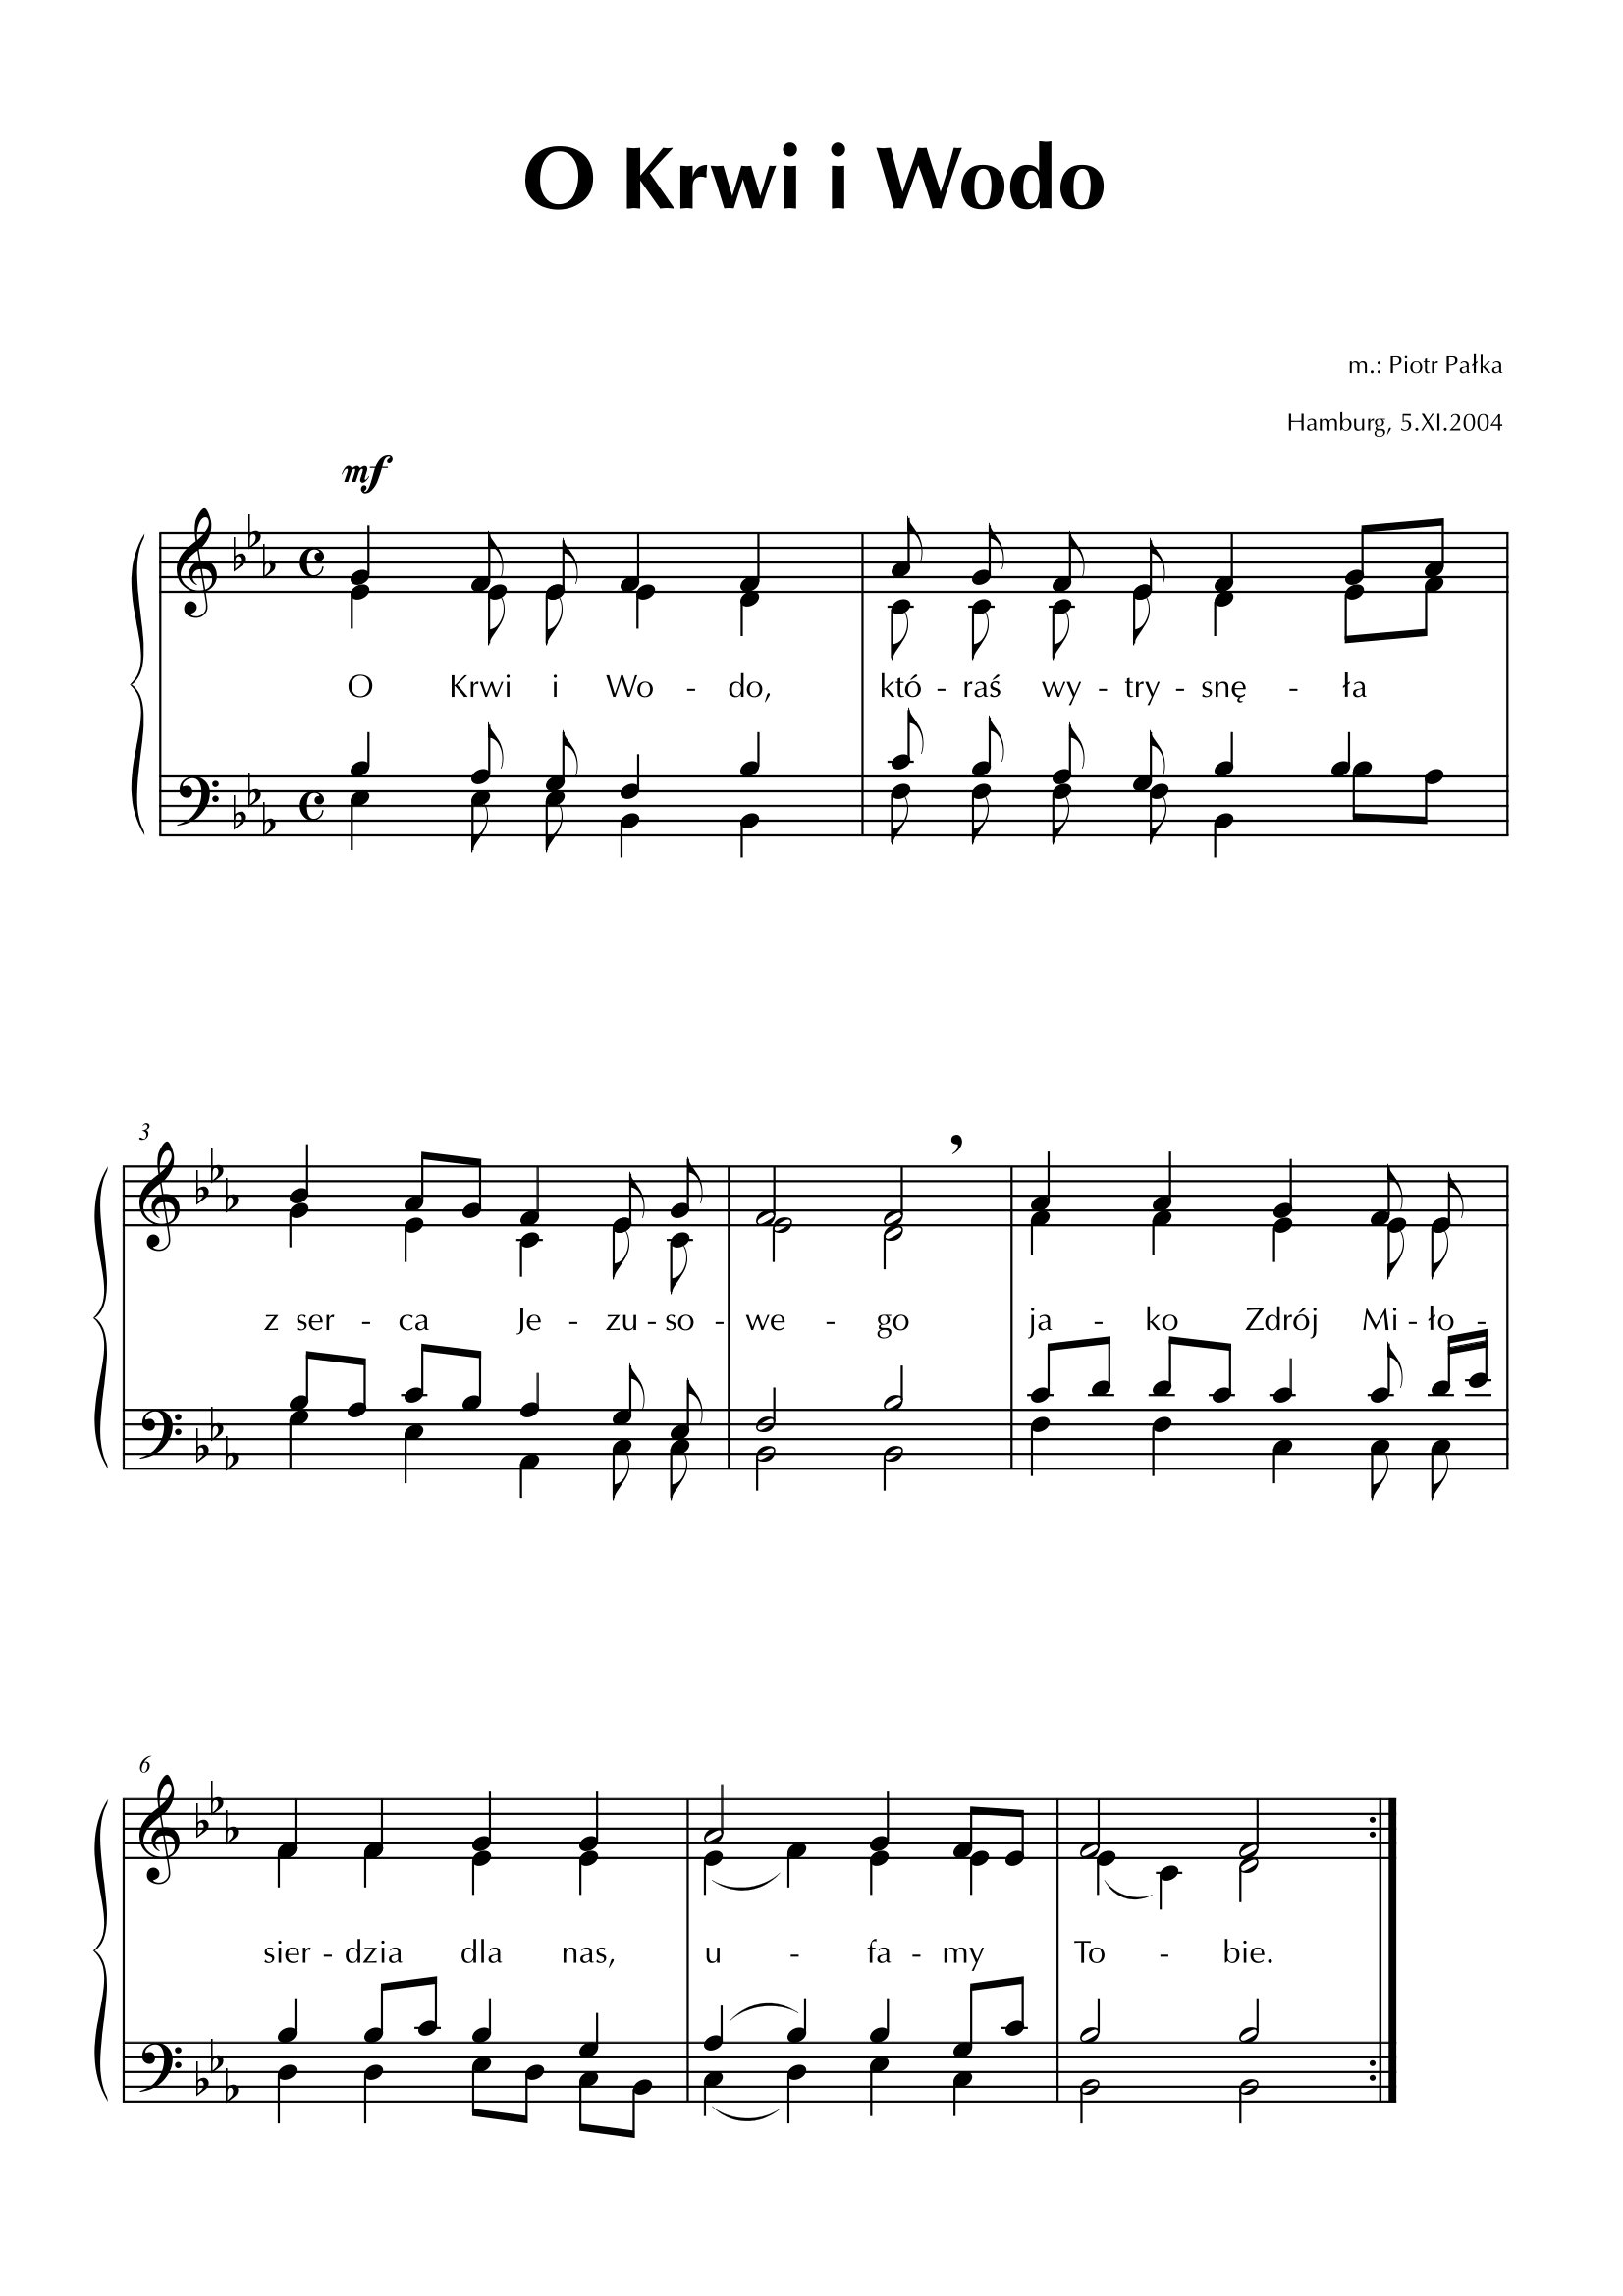 O Krwi i Wodo
m.: Piotr Pałka
Hamburg, 5.XI.2004
mf
O Krwi i Wo - do, któ - raś wy - try - snę - ła
3
z ser - ca Je - zu - so - we - go ja - ko Zdrój Mi - ło -
6
sier - dzia dla nas, u - fa - my To - bie.